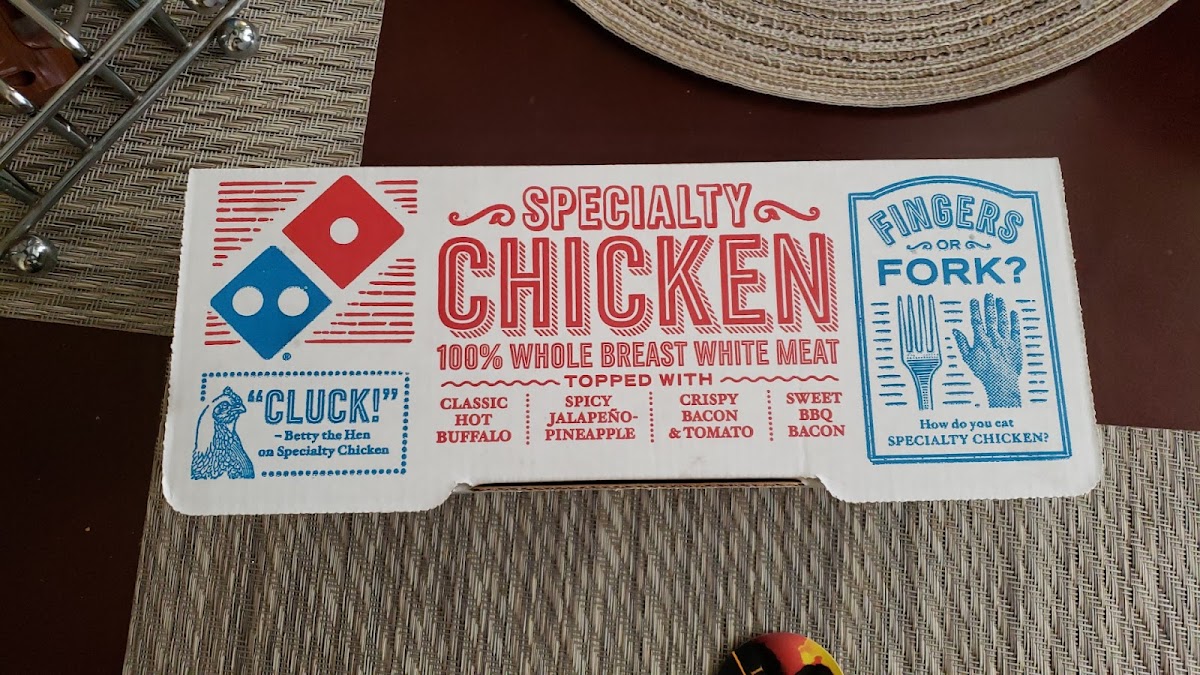 SPECIALTY
CHICKEN
100% WHOLE BREAST WHITE MEAT
TOPPED WITH
CLASSIC
HOT
BUFFALO
SPICY
JALAPEÑO-
PINEAPPLE
CRISPY
BACON
& TOMATO
SWEET
BBQ
BACON
®
"CLUCK!"
– Betty the Hen
on Specialty Chicken
FINGERS
OR
FORK?
How do you eat
SPECIALTY CHICKEN?